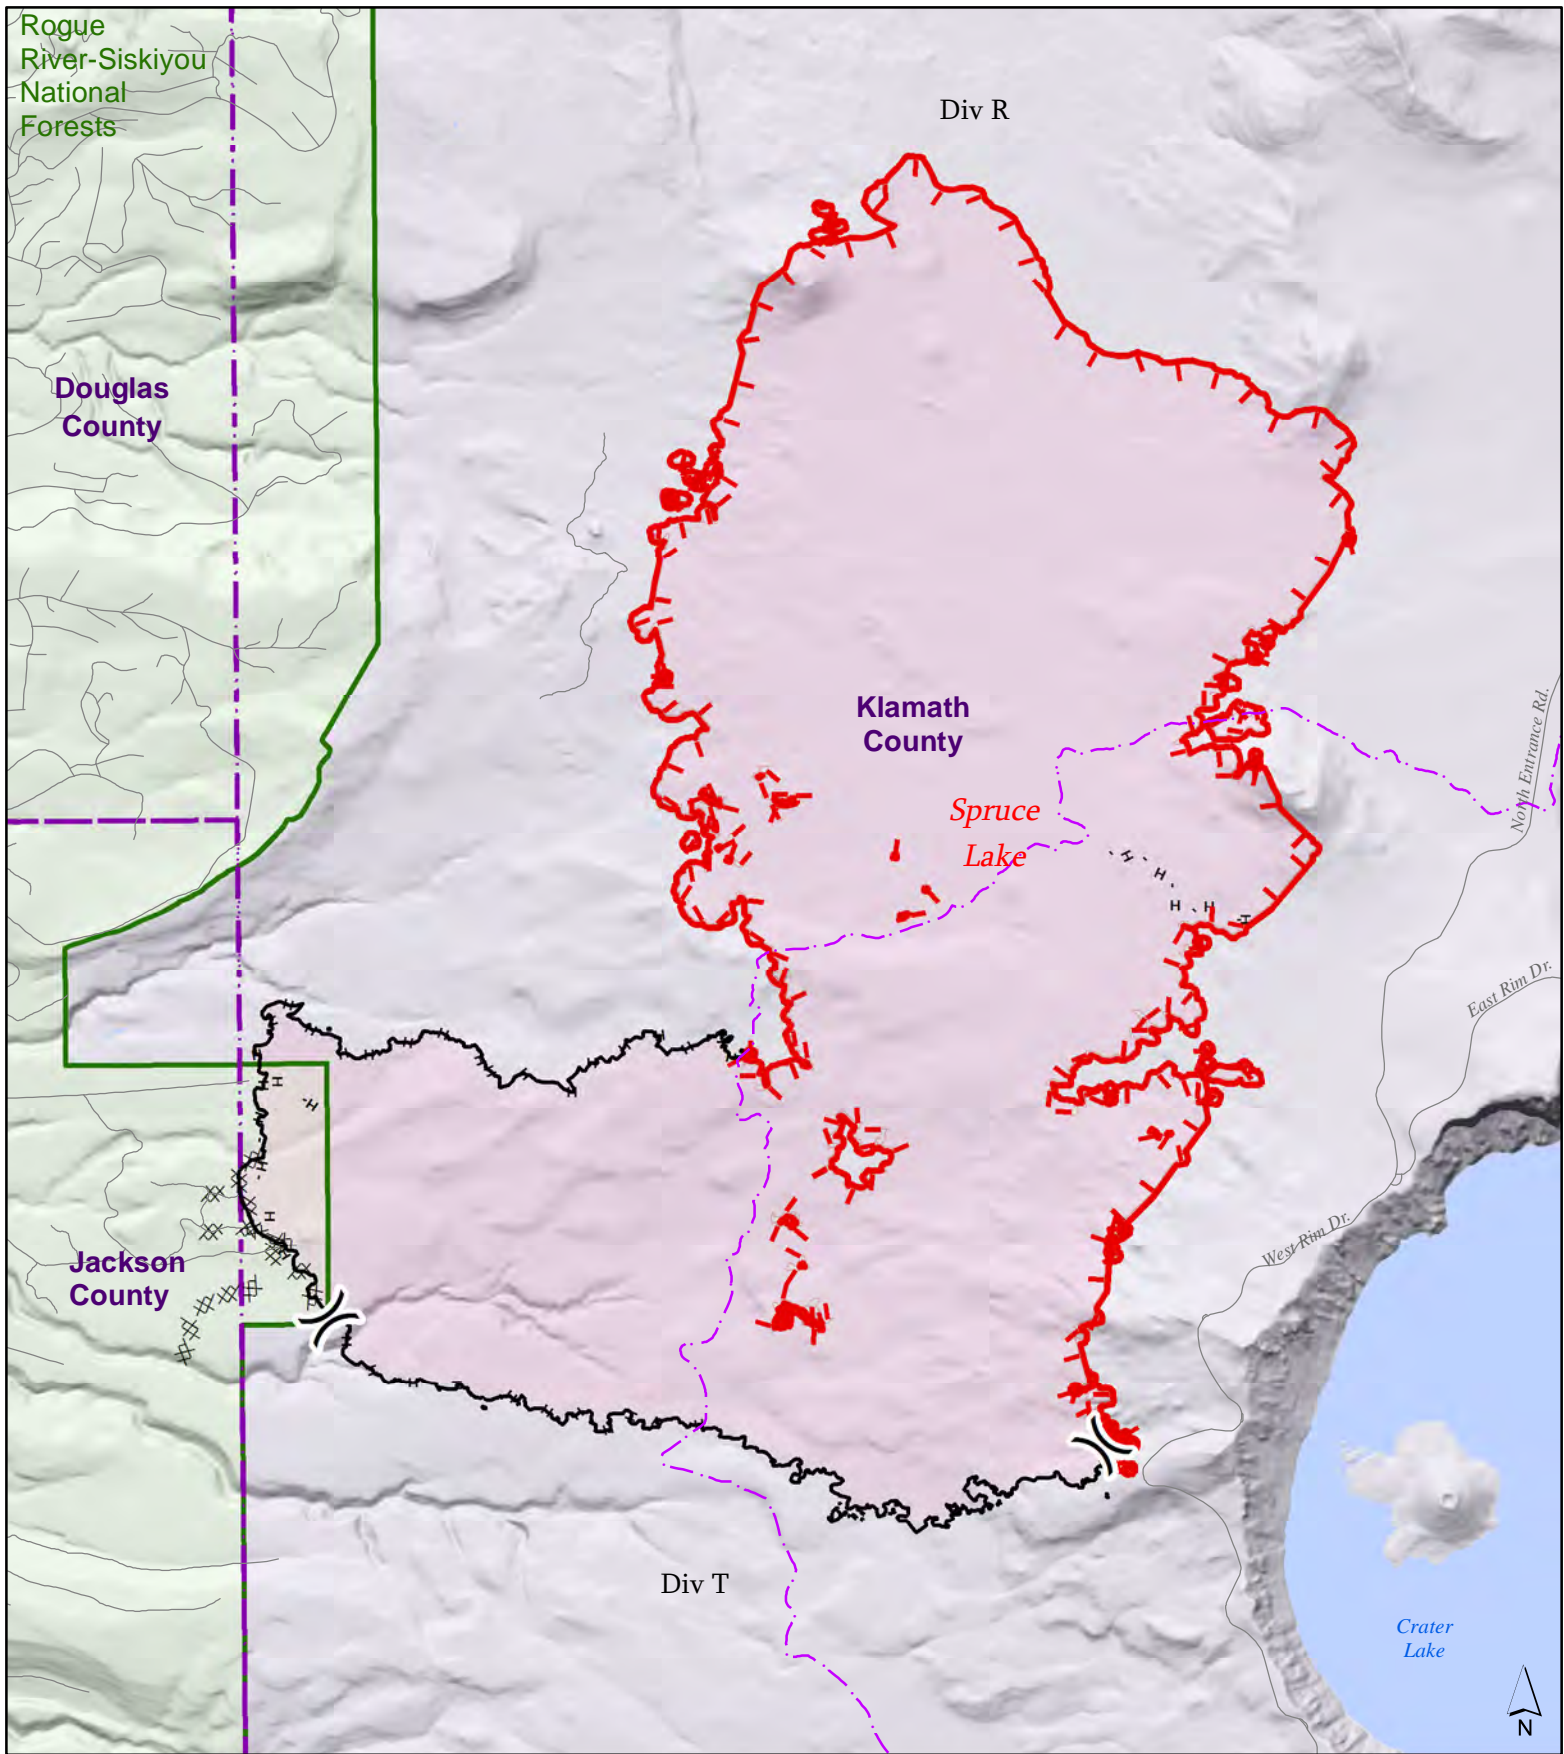 Rogue
River-Siskiyou
National
Forests
Div R
Douglas
County
Klamath
County
Spruce
Lake
North Entrance Rd.
H
H
H
H
H
East Rim Dr.
H
H
H
H
West Rim Dr.
Jackson
County
Div T
Crater
Lake
N